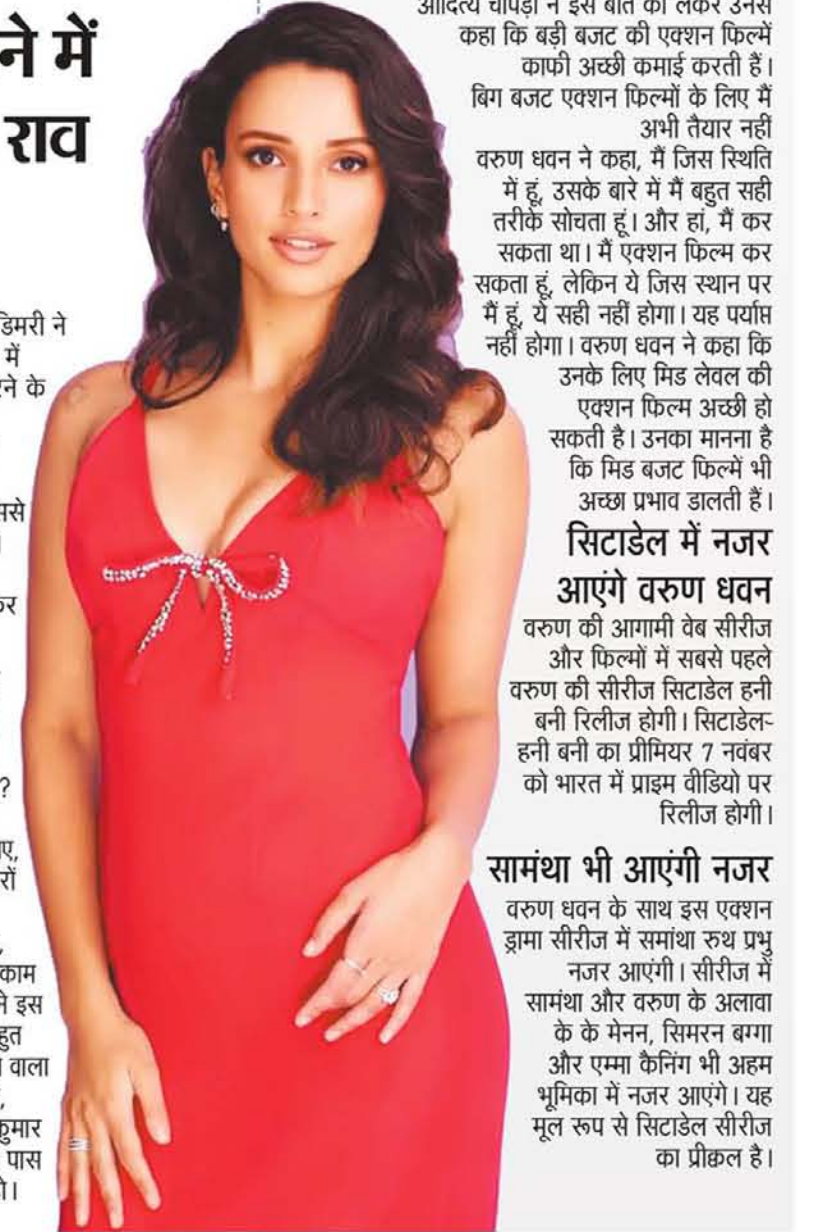 ने में
राव
डिमरी ने
में
रने के
ससे
कर
?
ए,
रों
,
काम
ने इस
हुत
वाला
,
कुमार
पास
हो।
आदित्य चोपड़ा ने इस बात को लेकर उनसे
कहा कि बड़ी बजट की एक्शन फिल्में
काफी अच्छी कमाई करती हैं।
बिग बजट एक्शन फिल्मों के लिए मैं
अभी तैयार नहीं
वरुण धवन ने कहा, मैं जिस स्थिति
में हूं, उसके बारे में मैं बहुत सही
तरीके सोचता हूं। और हां, मैं कर
सकता था। मैं एक्शन फिल्म कर
सकता हूं, लेकिन ये जिस स्थान पर
मैं हूं, ये सही नहीं होगा। यह पर्याप्त
नहीं होगा। वरुण धवन ने कहा कि
उनके लिए मिड लेवल की
एक्शन फिल्म अच्छी हो
सकती है। उनका मानना है
कि मिड बजट फिल्में भी
अच्छा प्रभाव डालती हैं।
सिटाडेल में नजर
आएंगे वरुण धवन
वरुण की आगामी वेब सीरीज
और फिल्मों में सबसे पहले
वरुण की सीरीज सिटाडेल हनी
बनी रिलीज होगी। सिटाडेल-
हनी बनी का प्रीमियर 7 नवंबर
को भारत में प्राइम वीडियो पर
रिलीज होगी।
सामंथा भी आएंगी नजर
वरुण धवन के साथ इस एक्शन
ड्रामा सीरीज में समांथा रुथ प्रभु
नजर आएंगी। सीरीज में
सामंथा और वरुण के अलावा
के के मेनन, सिमरन बग्गा
और एम्मा कैनिंग भी अहम
भूमिका में नजर आएंगे। यह
मूल रूप से सिटाडेल सीरीज
का प्रीक्वल है।